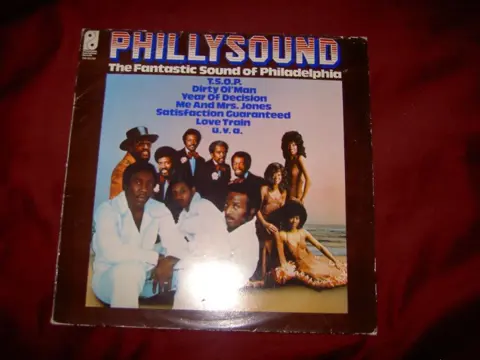 PHILLYSOUND
The Fantastic Sound of Philadelphia
T.S.O.P.
Dirty Ol'Man
Year Of Decision
Me And Mrs. Jones
Satisfaction Guaranteed
Love Train
u.v.a.